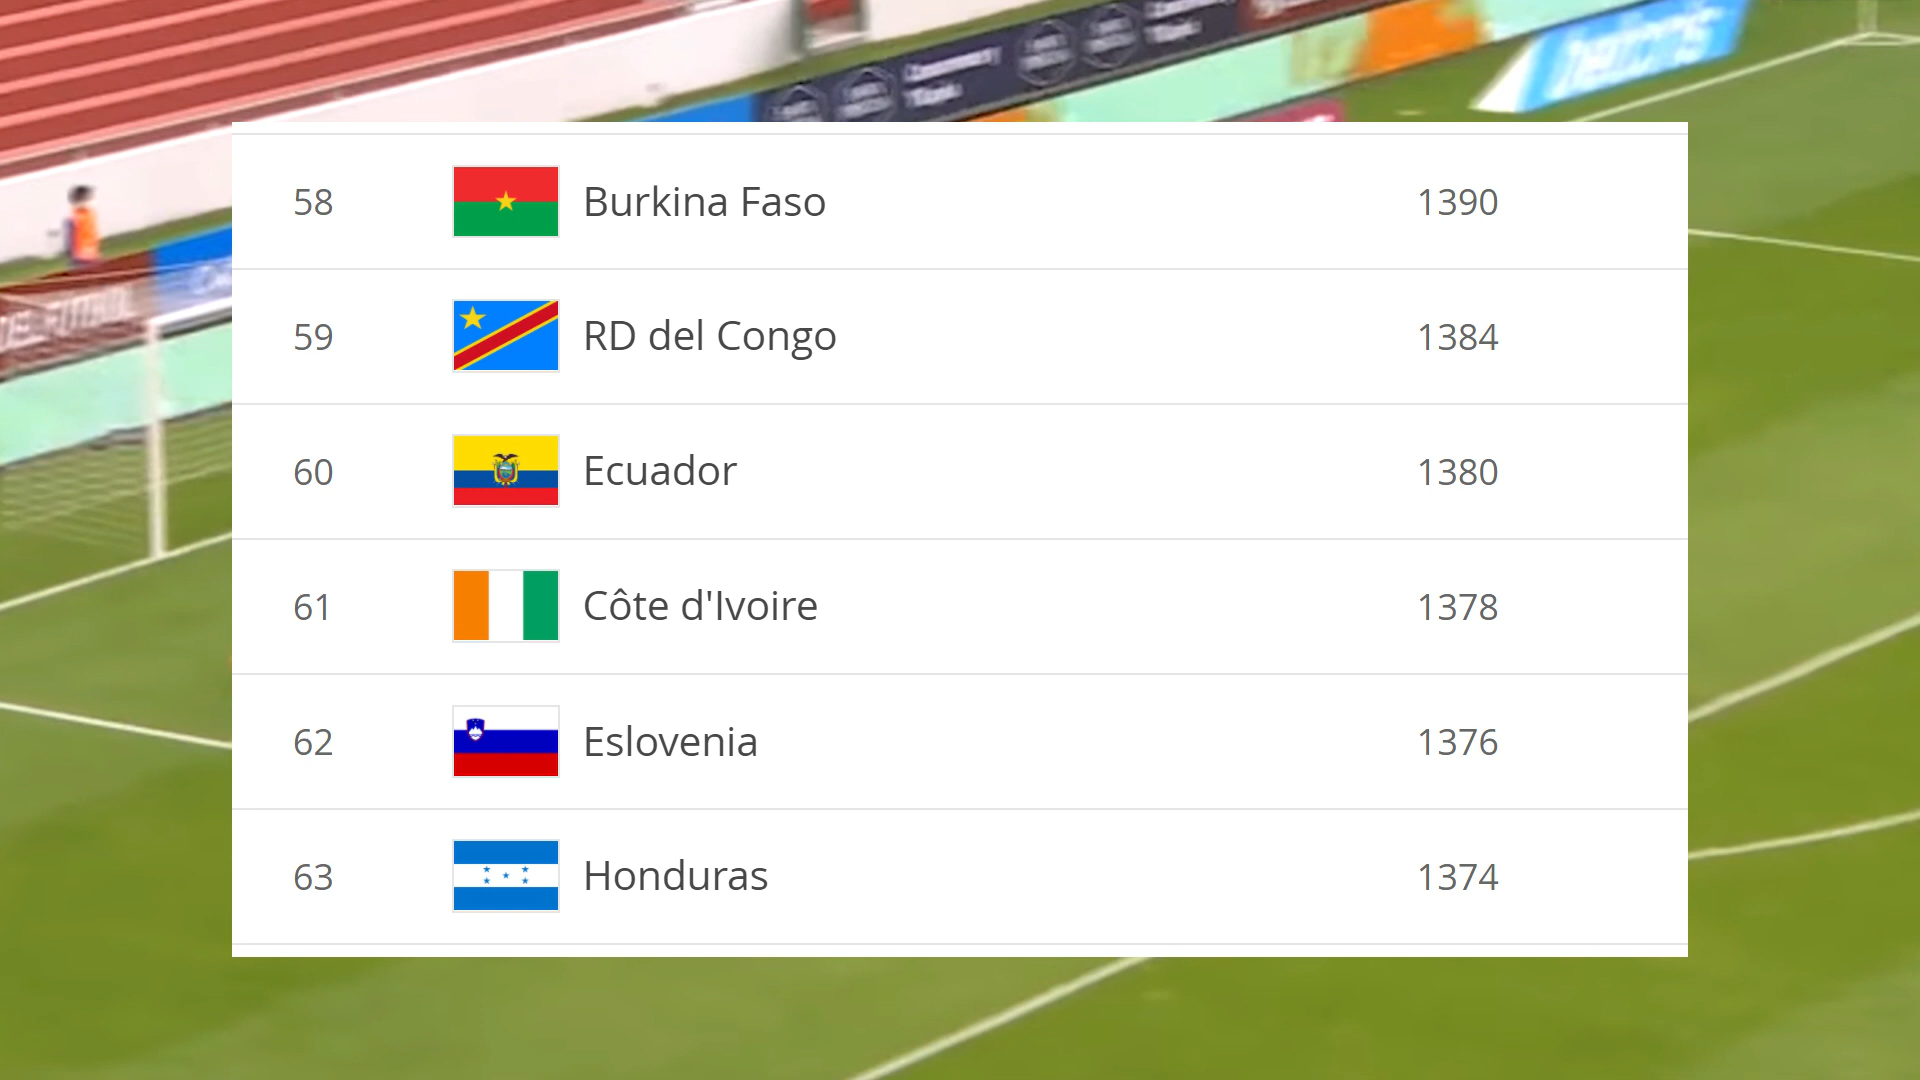 58 Burkina Faso 1390
59 RD del Congo 1384
60 Ecuador 1380
61 Côte d'Ivoire 1378
62 Eslovenia 1376
63 Honduras 1374